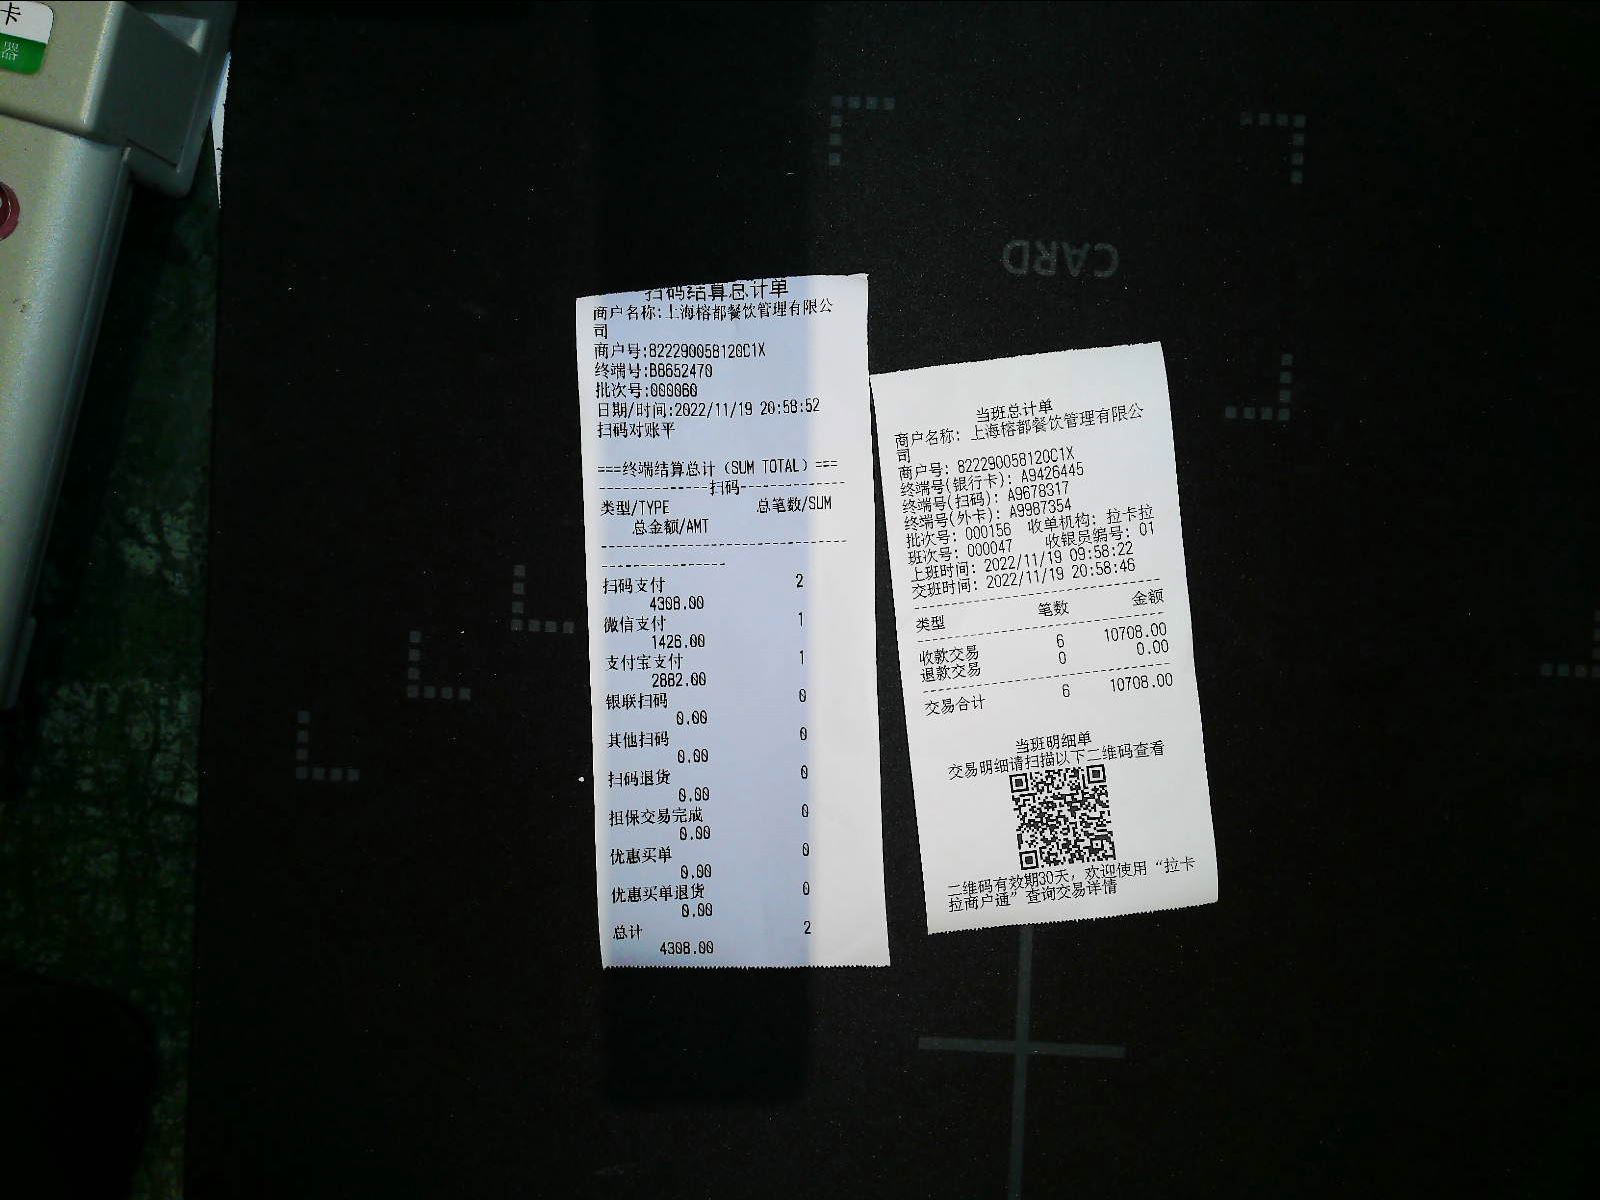 卡
器
CARD
扫码结算总计单
商户名称:上海榕都餐饮管理有限公
司
商户号:822290058120C1X
终端号:B8652470
批次号:000060
日期/时间:2022/11/19 20:58:52
扫码对账平
===终端结算总计（SUM TOTAL）===
---------------扫码---------------
类型/TYPE 总笔数/SUM
总金额/AMT
扫码支付 2
4308.00
微信支付 1
1426.00
支付宝支付 1
2882.00
银联扫码 0
0.00
其他扫码 0
0.00
扫码退货 0
0.00
担保交易完成 0
0.00
优惠买单 0
0.00
优惠买单退货 0
0.00
总计 2
4308.00
当班总计单
商户名称: 上海榕都餐饮管理有限公
司
商户号: 822290058120C1X
终端号(银行卡): A9426445
终端号(扫码): A9678317
终端号(外卡): A9987354
批次号: 000156 收单机构: 拉卡拉
班次号: 000047 收银员编号: 01
上班时间: 2022/11/19 09:58:22
交班时间: 2022/11/19 20:58:46
类型 笔数 金额
收款交易 6 10708.00
退款交易 0 0.00
交易合计 6 10708.00
当班明细单
交易明细请扫描以下二维码查看
二维码有效期30天，欢迎使用“拉卡
拉商户通”查询交易详情